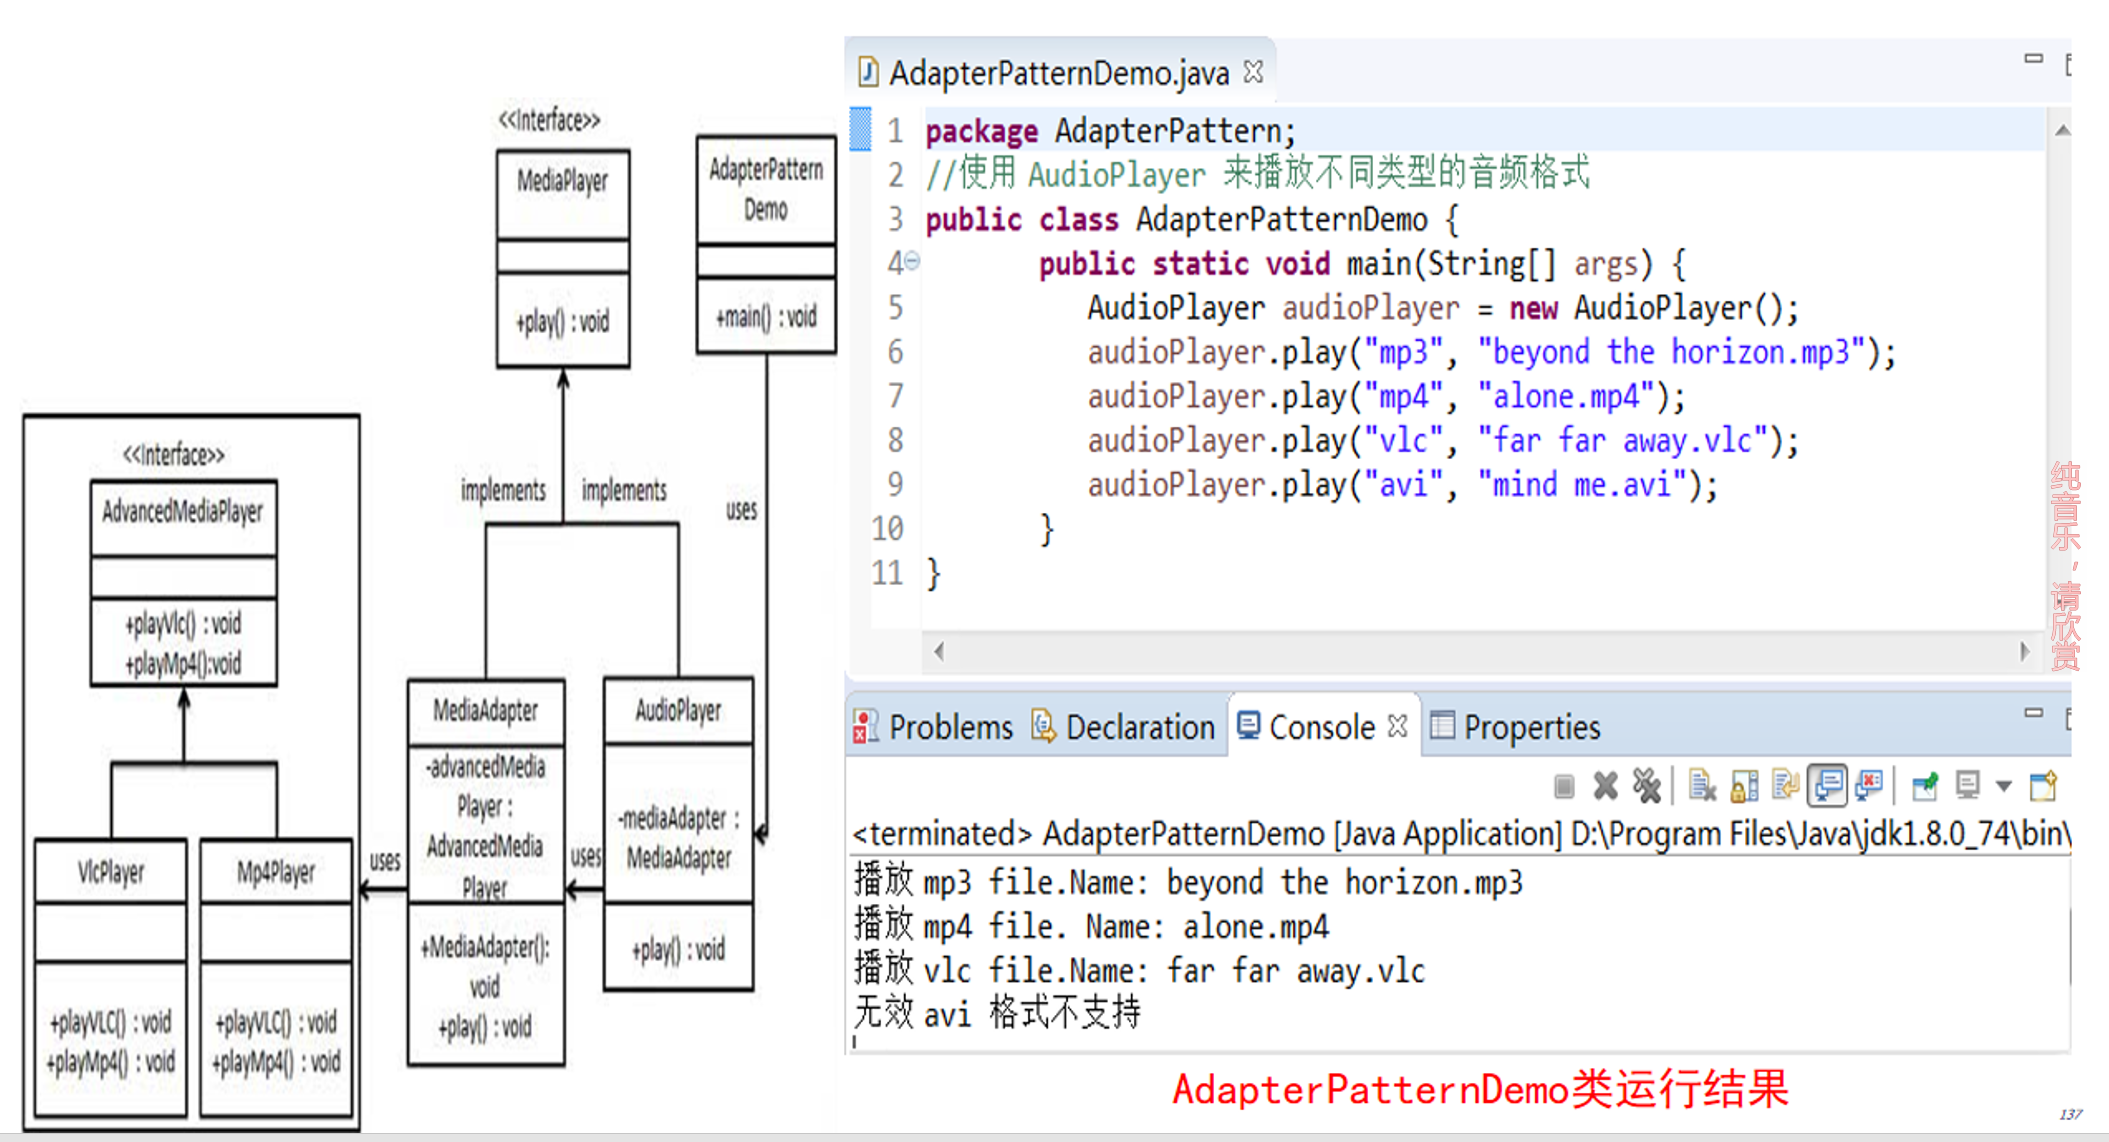 <<Interface>>
MediaPlayer
+play() : void
AdapterPattern
Demo
+main() : void
implements
implements
uses
<<Interface>>
AdvancedMediaPlayer
+playVlc() : void
+playMp4():void
VlcPlayer
+playVLC() : void
+playMp4() : void
Mp4Player
+playVLC() : void
+playMp4() : void
uses
MediaAdapter
-advancedMedia
Player :
AdvancedMedia
Player
+MediaAdapter():
void
+play() : void
uses
AudioPlayer
-mediaAdapter :
MediaAdapter
+play() : void
AdapterPatternDemo.java
1 package AdapterPattern;
2 //使用 AudioPlayer 来播放不同类型的音频格式
3 public class AdapterPatternDemo {
4 public static void main(String[] args) {
5 AudioPlayer audioPlayer = new AudioPlayer();
6 audioPlayer.play("mp3", "beyond the horizon.mp3");
7 audioPlayer.play("mp4", "alone.mp4");
8 audioPlayer.play("vlc", "far far away.vlc");
9 audioPlayer.play("avi", "mind me.avi");
10 }
11 }
纯音乐，请欣赏
Problems Declaration Console Properties
<terminated> AdapterPatternDemo [Java Application] D:\Program Files\Java\jdk1.8.0_74\bin\
播放 mp3 file.Name: beyond the horizon.mp3
播放 mp4 file. Name: alone.mp4
播放 vlc file.Name: far far away.vlc
无效 avi 格式不支持
AdapterPatternDemo类运行结果
137